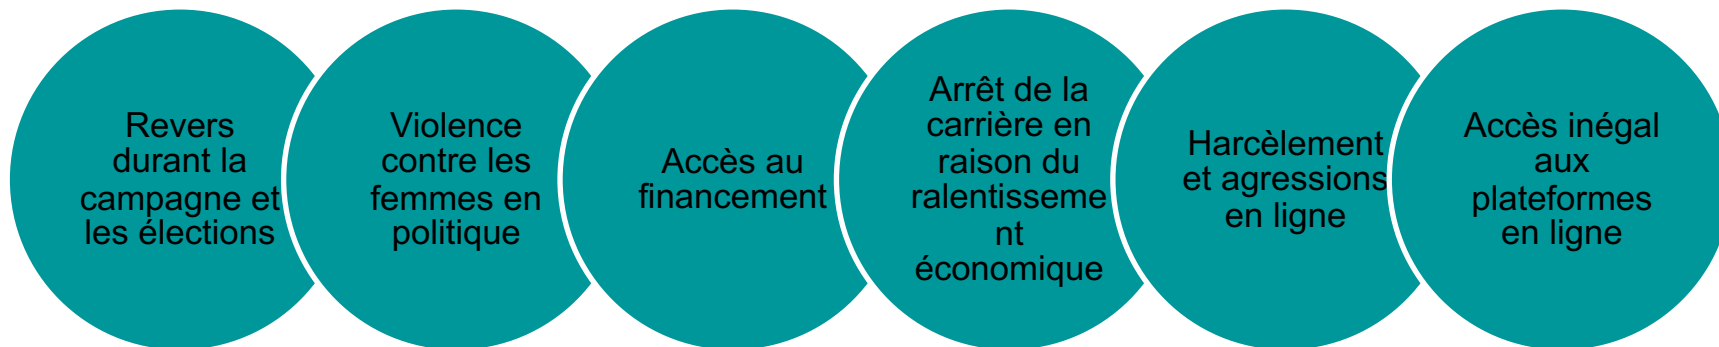 Revers
durant la
campagne et
les élections
Violence
contre les
femmes en
politique
Accès au
financement
Arrêt de la
carrière en
raison du
ralentisseme
nt
économique
Harcèlement
et agressions
en ligne
Accès inégal
aux
plateformes
en ligne